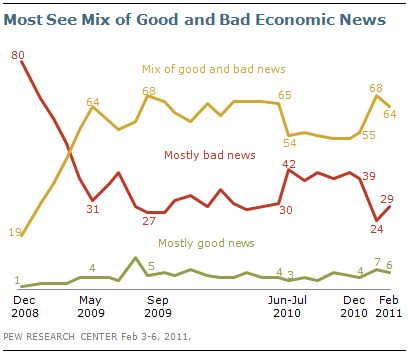 Most See Mix of Good and Bad Economic News
80
Mix of good and bad news
68
68
64
65
64
54
55
Mostly bad news
42
39
31
27
30
29
24
19
Mostly good news
1
4
5
4
3
4
7
6
Dec
2008
May
2009
Sep
2009
Jun-Jul
2010
Dec
2010
Feb
2011
PEW RESEARCH CENTER Feb 3-6, 2011.